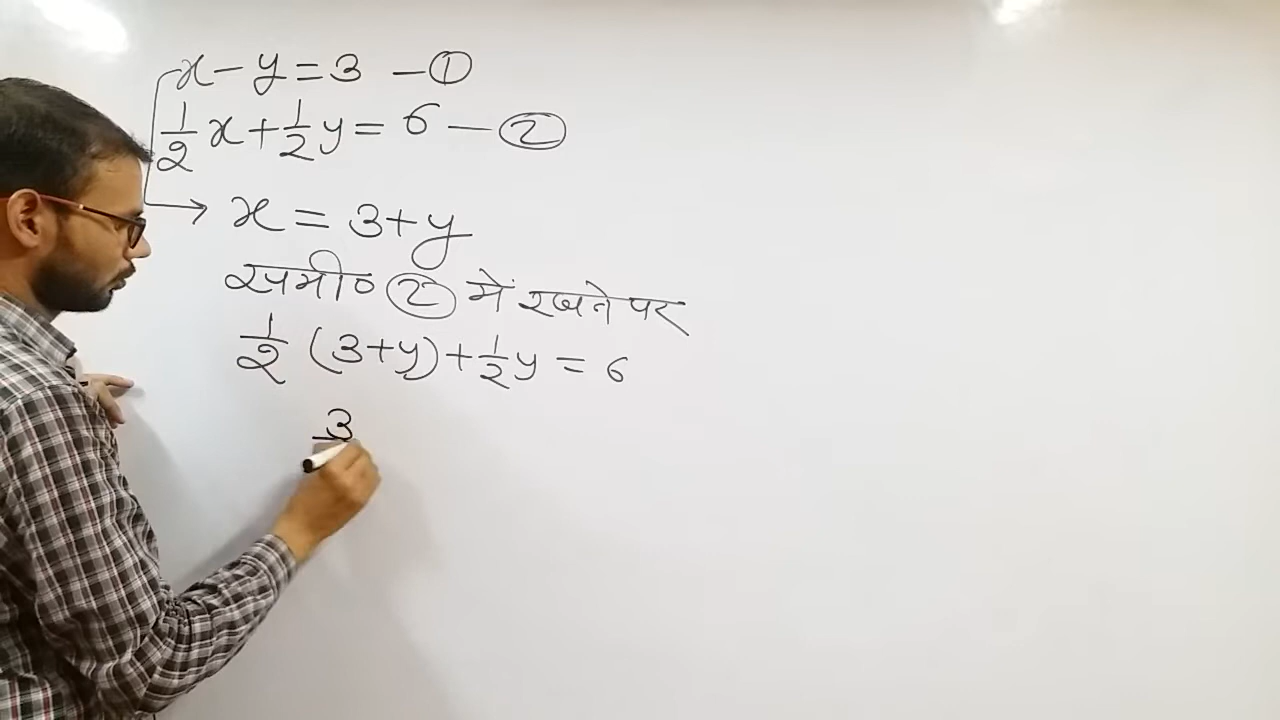 x - y = 3 - ①
1/2 x + 1/2 y = 6 - ②
→ x = 3 + y
समी० ② में रखने पर
1/2 (3 + y) + 1/2 y = 6
3